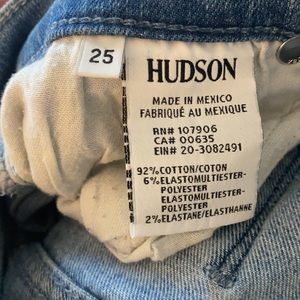 25
HUDSON
MADE IN MEXICO
FABRIQUÉ AU MEXIQUE
RN# 107906
CA# 00635
EIN# 20-3082491
92%COTTON/COTON
6%ELASTOMULTIESTER-
POLYESTER
ELASTOMULTIESTER-
POLYESTER
2%ELASTANE/ELASTHANNE